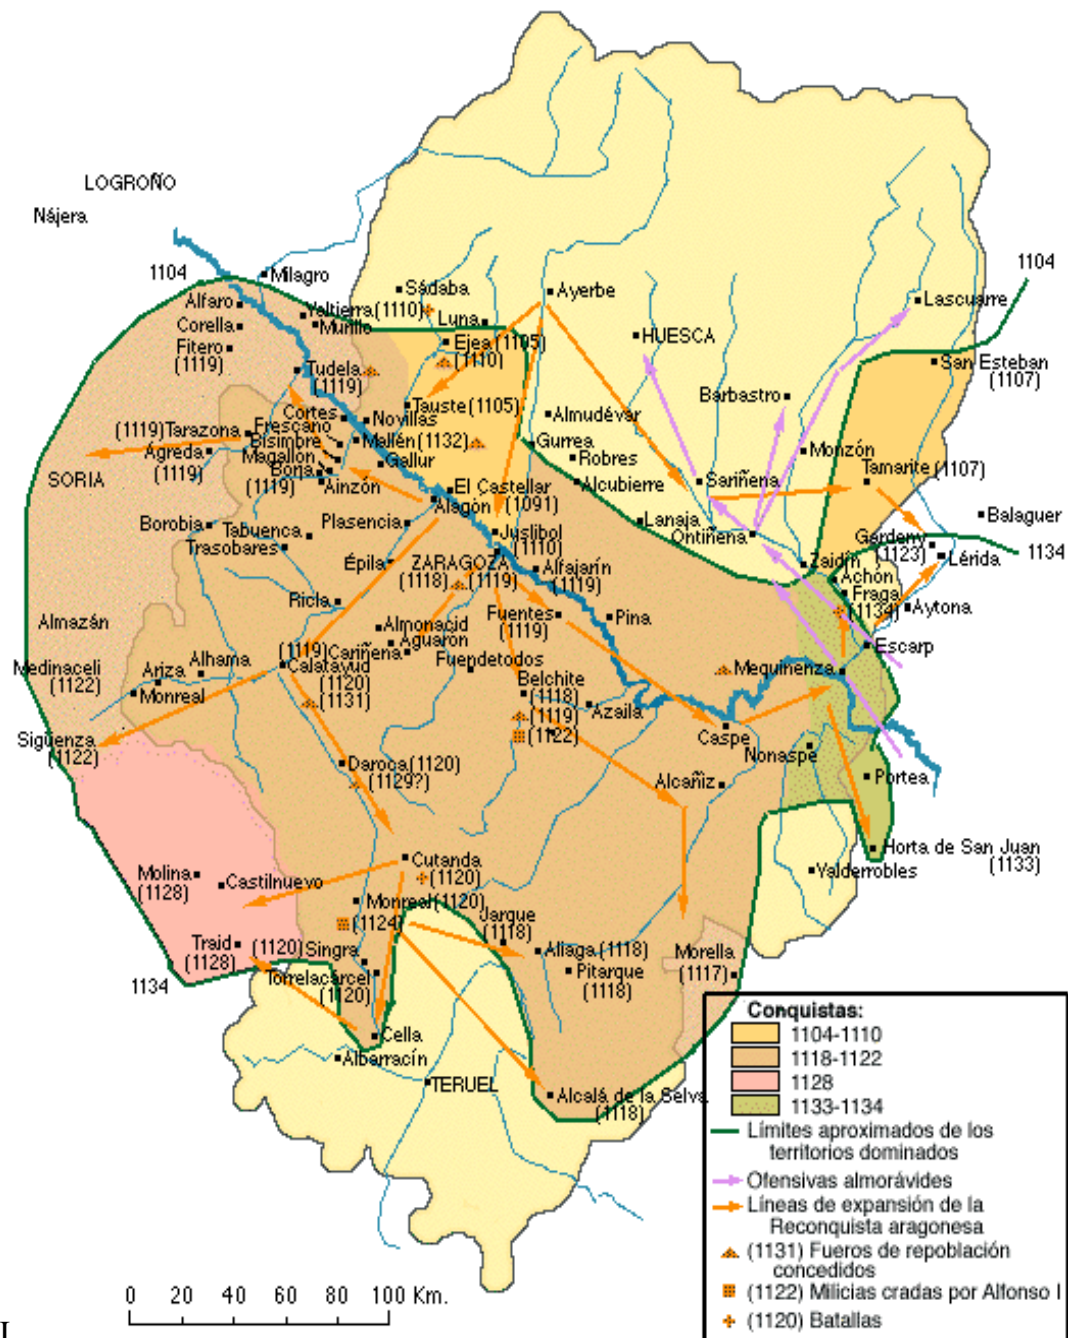 LOGROÑO
Nájera
1104
Milagro
Alfaro
Valtierra (1110)
Murillo
Corella
Fitero
(1119)
Tudela
(1119)
Sádaba
Luna
Ejea (1105)
(1110)
Ayerbe
HUESCA
1104
Lascuarre
San Esteban
(1107)
Tauste (1105)
Cortes
Novillas
Frescano
(1119) Tarazona
Bisimbre
Mallén (1132)
Magallon
Gallur
Agreda
(1119)
Borja
(1119)
Ainzón
SORIA
Almudévar
Gurrea
Robres
Alcubierre
Barbastro
Monzón
Tamarite (1107)
Sariñena
El Castellar
(1091)
Alagón
Lanaja
Ontiñena
Balaguer
Borobia
Tabuenca
Trasobares
Plasencia
Juslibol
(1110)
Gardeny
(1123)
Lérida
1134
Épila
ZARAGOZA
(1118)
(1119)
Alfajarín
(1119)
Zaidín
Achón
Fraga
(1134)
Aytona
Ricla
Almazán
Almonacid
Aguarón
Fuentes
(1119)
Pina
Escarp
(1119) Cariñena
Fuendetodos
Mequinenza
Medinaceli
(1122)
Ariza
Alhama
Calatayud
(1120)
(1131)
Monreal
Belchite
(1118)
(1119)
(1122)
Azaila
Sigüenza
(1122)
Caspe
Nonaspe
Daroca (1120)
(1129?)
Alcañiz
Portea
Horta de San Juan
(1133)
Valderrobles
Cutanda
(1120)
Molina
(1128)
Castilnuevo
Monreal (1120)
(1124)
Jarque
(1118)
Traid
(1128)
(1120) Singra
Aliaga (1118)
Pitarque
(1118)
Morella
(1117)
1134
Torrelacárcel
(1120)
Cella
Albarracín
TERUEL
Alcalá de la Selva
(1118)
Conquistas:
1104-1110
1118-1122
1128
1133-1134
Límites aproximados de los
territorios dominados
Ofensivas almorávides
Líneas de expansión de la
Reconquista aragonesa
(1131) Fueros de repoblación
concedidos
(1122) Milicias cradas por Alfonso I
(1120) Batallas
0 20 40 60 80 100 Km.
I